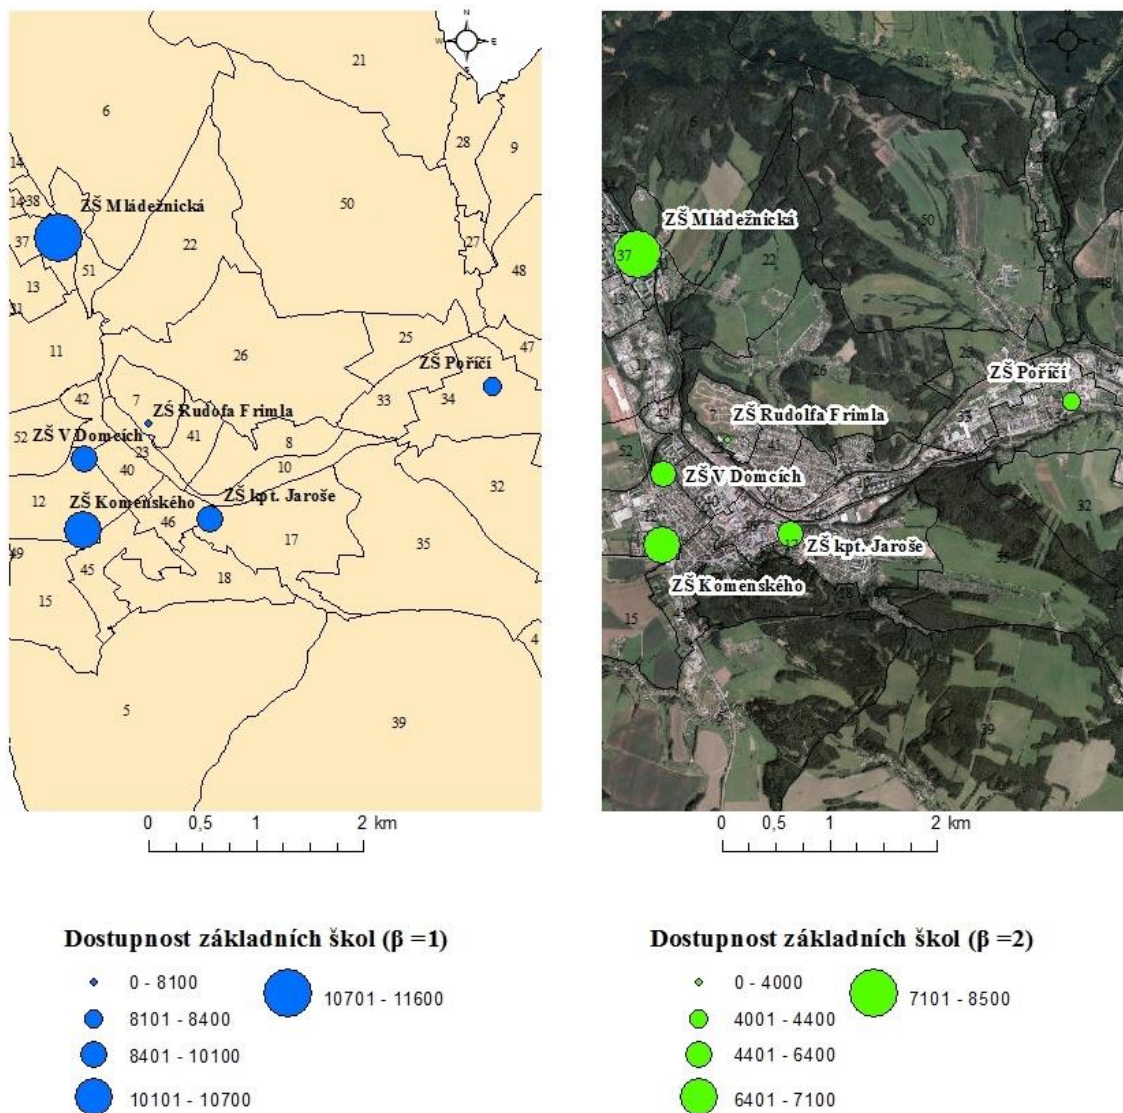 N
W E
S
21
6
28
9
14
14
38
ZŠ Mládežnická
50
37
22
27
51
48
13
31
11
25
47
26
ZŠ Poříčí
42
7
33
34
ZŠ Rudofa Frimla
52
ZŠ V Domcích
41
23
8
40
10
12
ZŠ Komenského
ZŠ kpt. Jaroše
32
46
17
35
49
45
18
15
4
5
39
0 0,5 1 2 km
Dostupnost základních škol (β =1)
0 - 8100
8101 - 8400
8401 - 10100
10101 - 10700
10701 - 11600
21
50
ZŠ Mládežnická
37
22
48
13
26
ZŠ Poříčí
42
7
33
ZŠ Rudolfa Frimla
41
52
ZŠ V Domcích
32
ZŠ kpt. Jaroše
ZŠ Komenského
18
15
39
0 0,5 1 2 km
Dostupnost základních škol (β =2)
0 - 4000
4001 - 4400
4401 - 6400
6401 - 7100
7101 - 8500